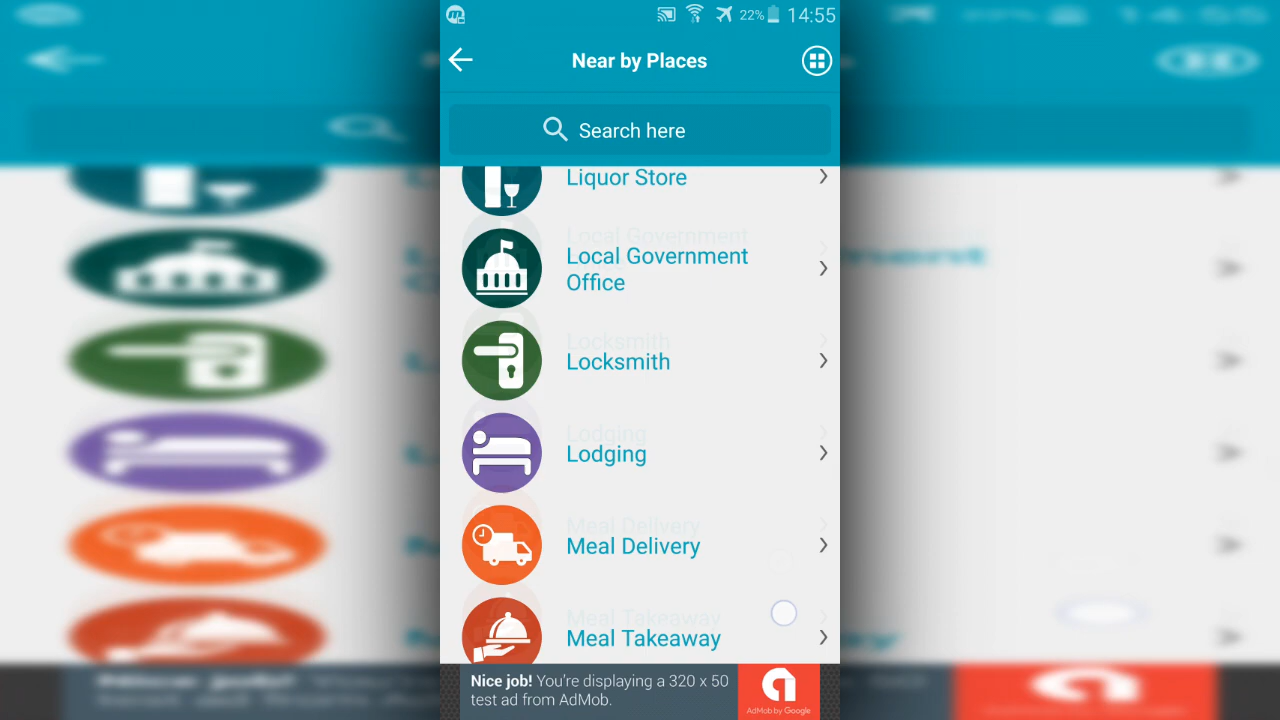 22% 14:55
Near by Places
Search here
Liquor Store
Local Government
Office
Locksmith
Lodging
Meal Delivery
Meal Takeaway
Nice job! You're displaying a 320 x 50
test ad from AdMob.
AdMob by Google